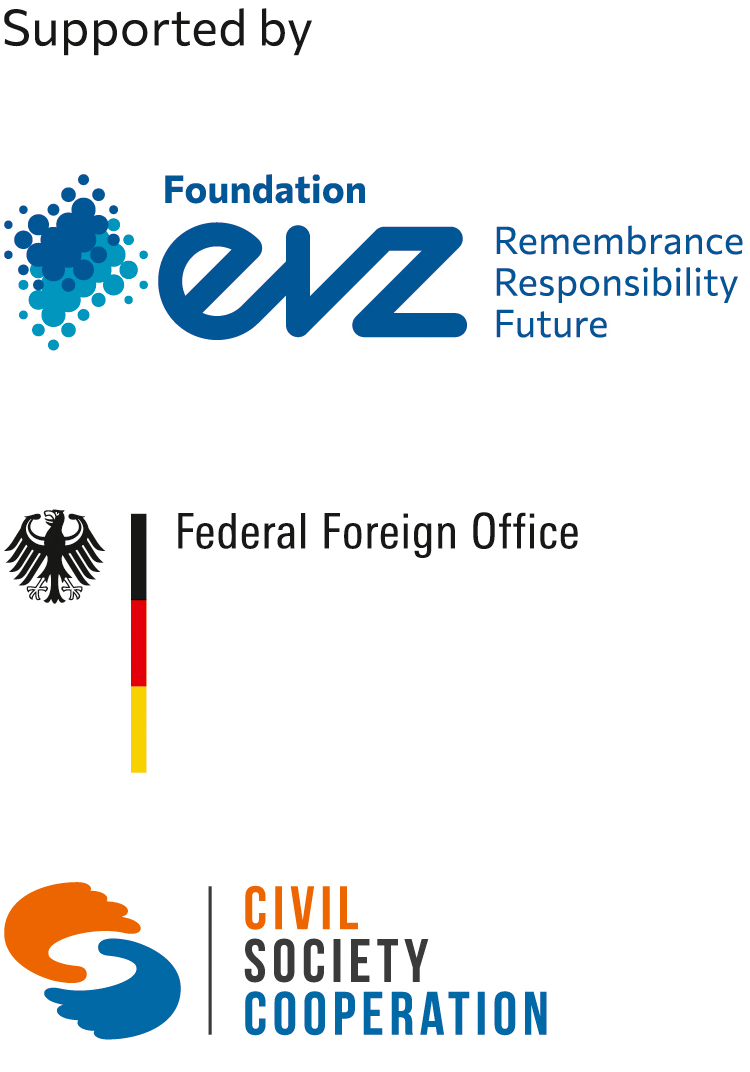 Supported by
Foundation
evz
Remembrance
Responsibility
Future
Federal Foreign Office
CIVIL
SOCIETY
COOPERATION